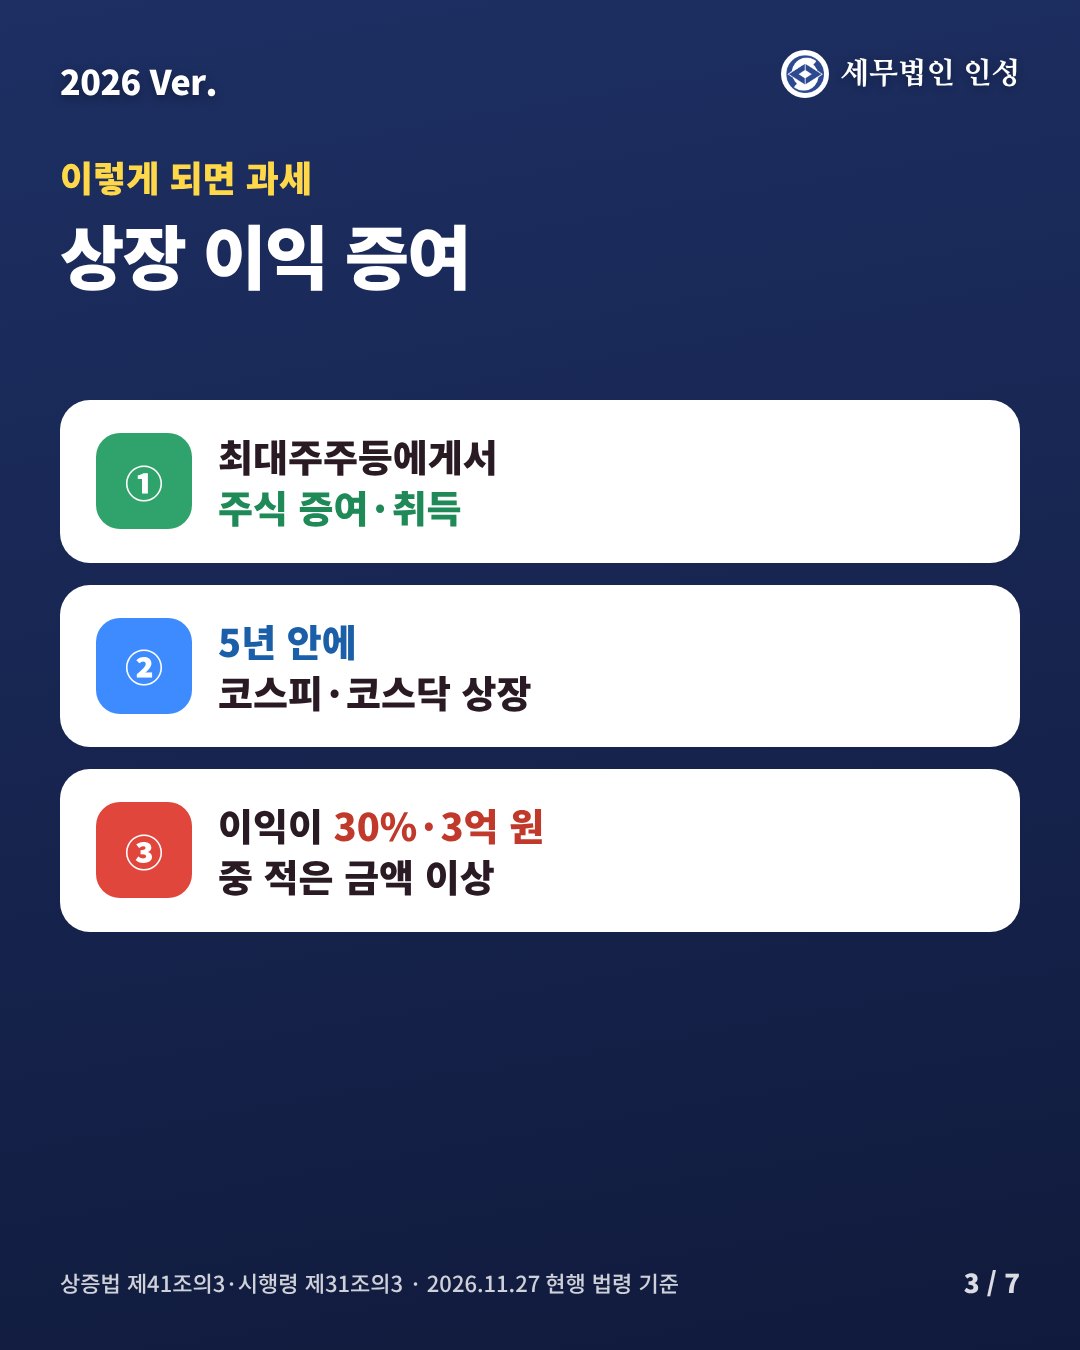 2026 Ver.
세무법인 인성
이렇게 되면 과세
상장 이익 증여
①
최대주주등에게서
주식 증여·취득
②
5년 안에
코스피·코스닥 상장
③
이익이 30%·3억 원
중 적은 금액 이상
상증법 제41조의3·시행령 제31조의3 · 2026.11.27 현행 법령 기준
3 / 7